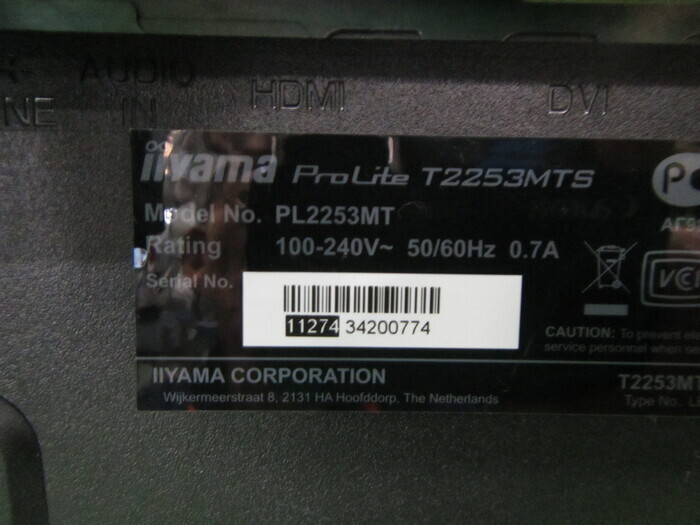 AUDIO
NE IN HDMI DVI
iiyama ProLite T2253MTS
Model No. PL2253MT
Rating 100-240V~ 50/60Hz 0.7A
Serial No.
11274 34200774
CAUTION: To prevent
service personnel when
IIYAMA CORPORATION
Wijkermeerstraat 8, 2131 HA Hoofddorp, The Netherlands
T2253MT
Type No.